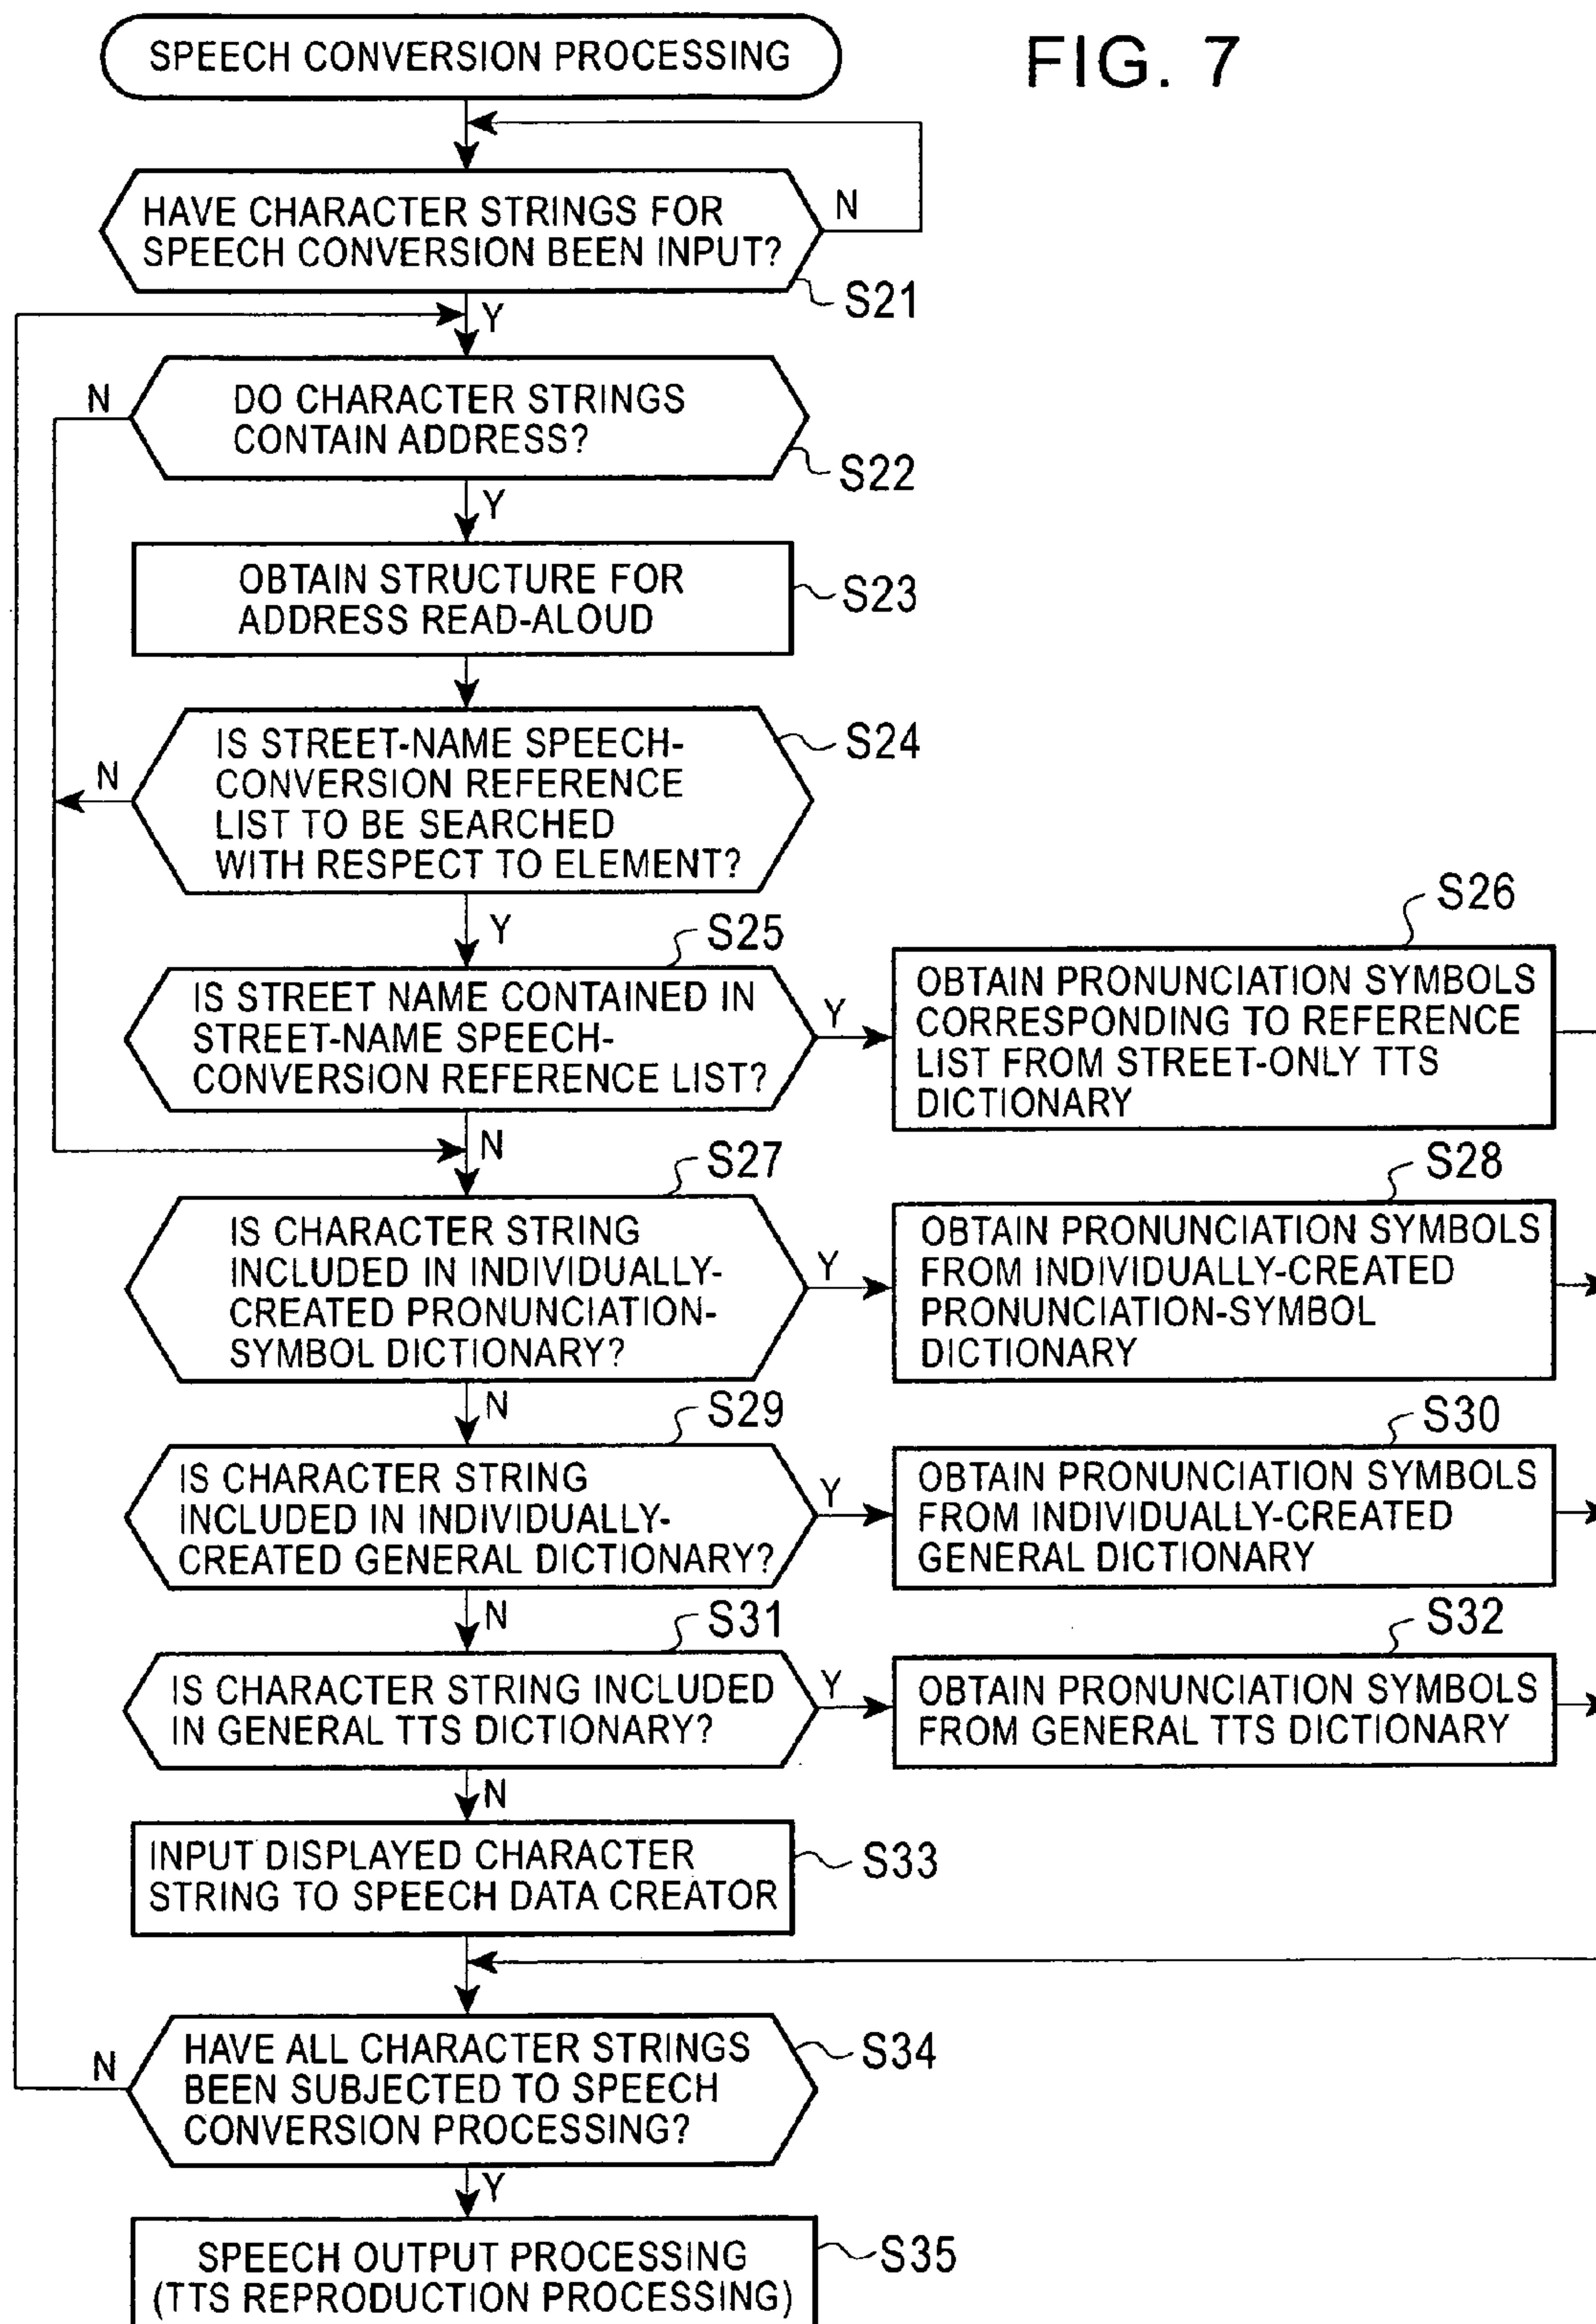 FIG. 7
SPEECH CONVERSION PROCESSING
HAVE CHARACTER STRINGS FOR
SPEECH CONVERSION BEEN INPUT?
N
S21
Y
DO CHARACTER STRINGS
CONTAIN ADDRESS?
N
S22
Y
OBTAIN STRUCTURE FOR
ADDRESS READ-ALOUD
S23
IS STREET-NAME SPEECH-
CONVERSION REFERENCE
LIST TO BE SEARCHED
WITH RESPECT TO ELEMENT?
S24
N
Y
S25
IS STREET NAME CONTAINED IN
STREET-NAME SPEECH-
CONVERSION REFERENCE LIST?
Y
S26
OBTAIN PRONUNCIATION SYMBOLS
CORRESPONDING TO REFERENCE
LIST FROM STREET-ONLY TTS
DICTIONARY
N
S27
IS CHARACTER STRING
INCLUDED IN INDIVIDUALLY-
CREATED PRONUNCIATION-
SYMBOL DICTIONARY?
Y
S28
OBTAIN PRONUNCIATION SYMBOLS
FROM INDIVIDUALLY-CREATED
PRONUNCIATION-SYMBOL
DICTIONARY
N
S29
IS CHARACTER STRING
INCLUDED IN INDIVIDUALLY-
CREATED GENERAL DICTIONARY?
Y
S30
OBTAIN PRONUNCIATION SYMBOLS
FROM INDIVIDUALLY-CREATED
GENERAL DICTIONARY
N
S31
IS CHARACTER STRING INCLUDED
IN GENERAL TTS DICTIONARY?
Y
S32
OBTAIN PRONUNCIATION SYMBOLS
FROM GENERAL TTS DICTIONARY
N
INPUT DISPLAYED CHARACTER
STRING TO SPEECH DATA CREATOR
S33
HAVE ALL CHARACTER STRINGS
BEEN SUBJECTED TO SPEECH
CONVERSION PROCESSING?
S34
N
Y
SPEECH OUTPUT PROCESSING
(TTS REPRODUCTION PROCESSING)
S35